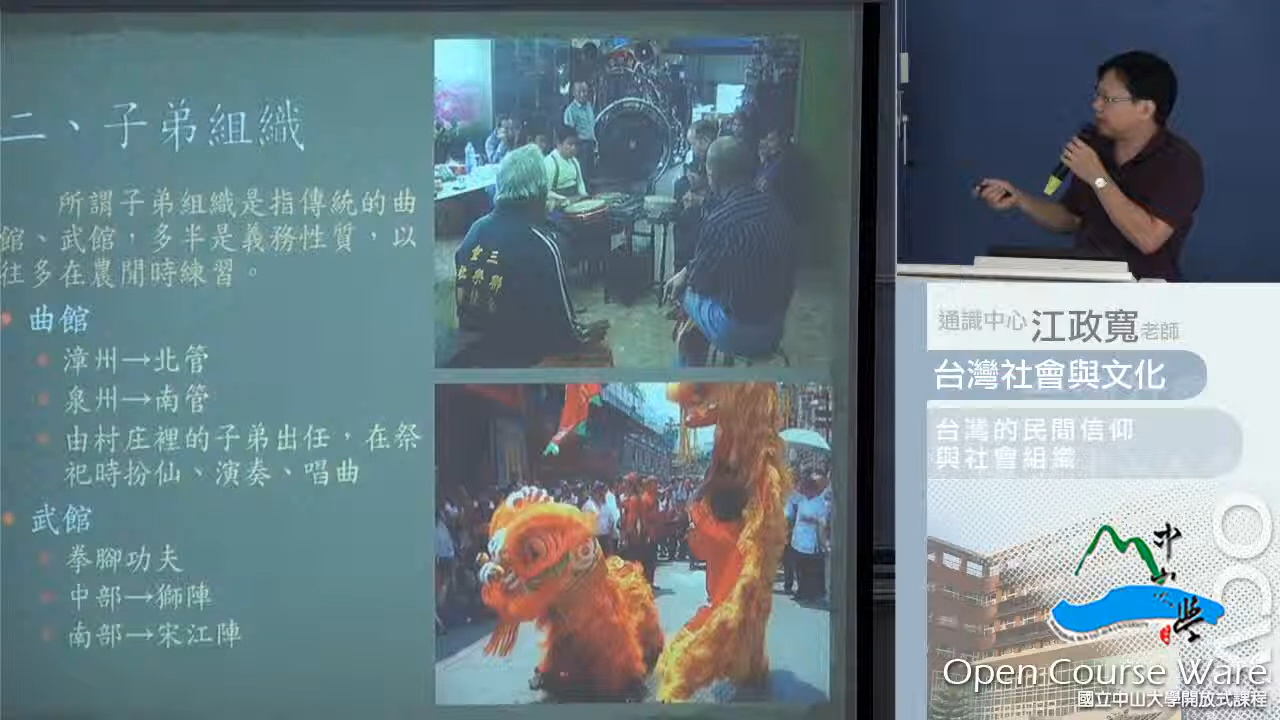 二、子弟組織
所謂子弟組織是指傳統的曲
館、武館，多半是義務性質，以
往多在農閒時練習。
曲館
漳州→北管
泉州→南管
由村庄裡的子弟出任，在祭
祀時扮仙、演奏、唱曲
武館
拳腳功夫
中部→獅陣
南部→宋江陣
通識中心 江政寬 老師
台灣社會與文化
台灣的民間信仰
與社會組織
中山大學
Open Course Ware
國立中山大學開放式課程